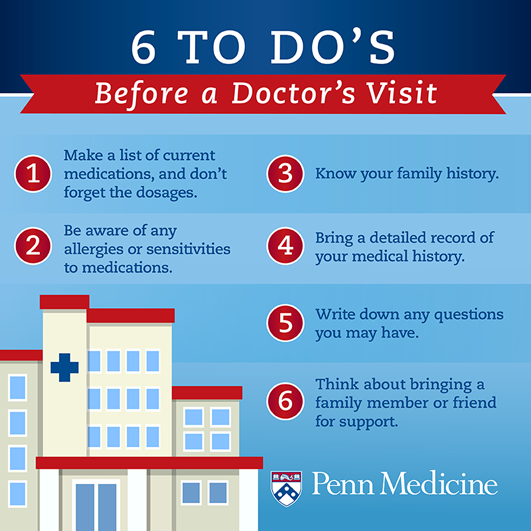 6 TO DO'S
Before a Doctor's Visit
1
Make a list of current
medications, and don't
forget the dosages.
2
Be aware of any
allergies or sensitivities
to medications.
3
Know your family history.
4
Bring a detailed record of
your medical history.
5
Write down any questions
you may have.
6
Think about bringing a
family member or friend
for support.
Penn Medicine